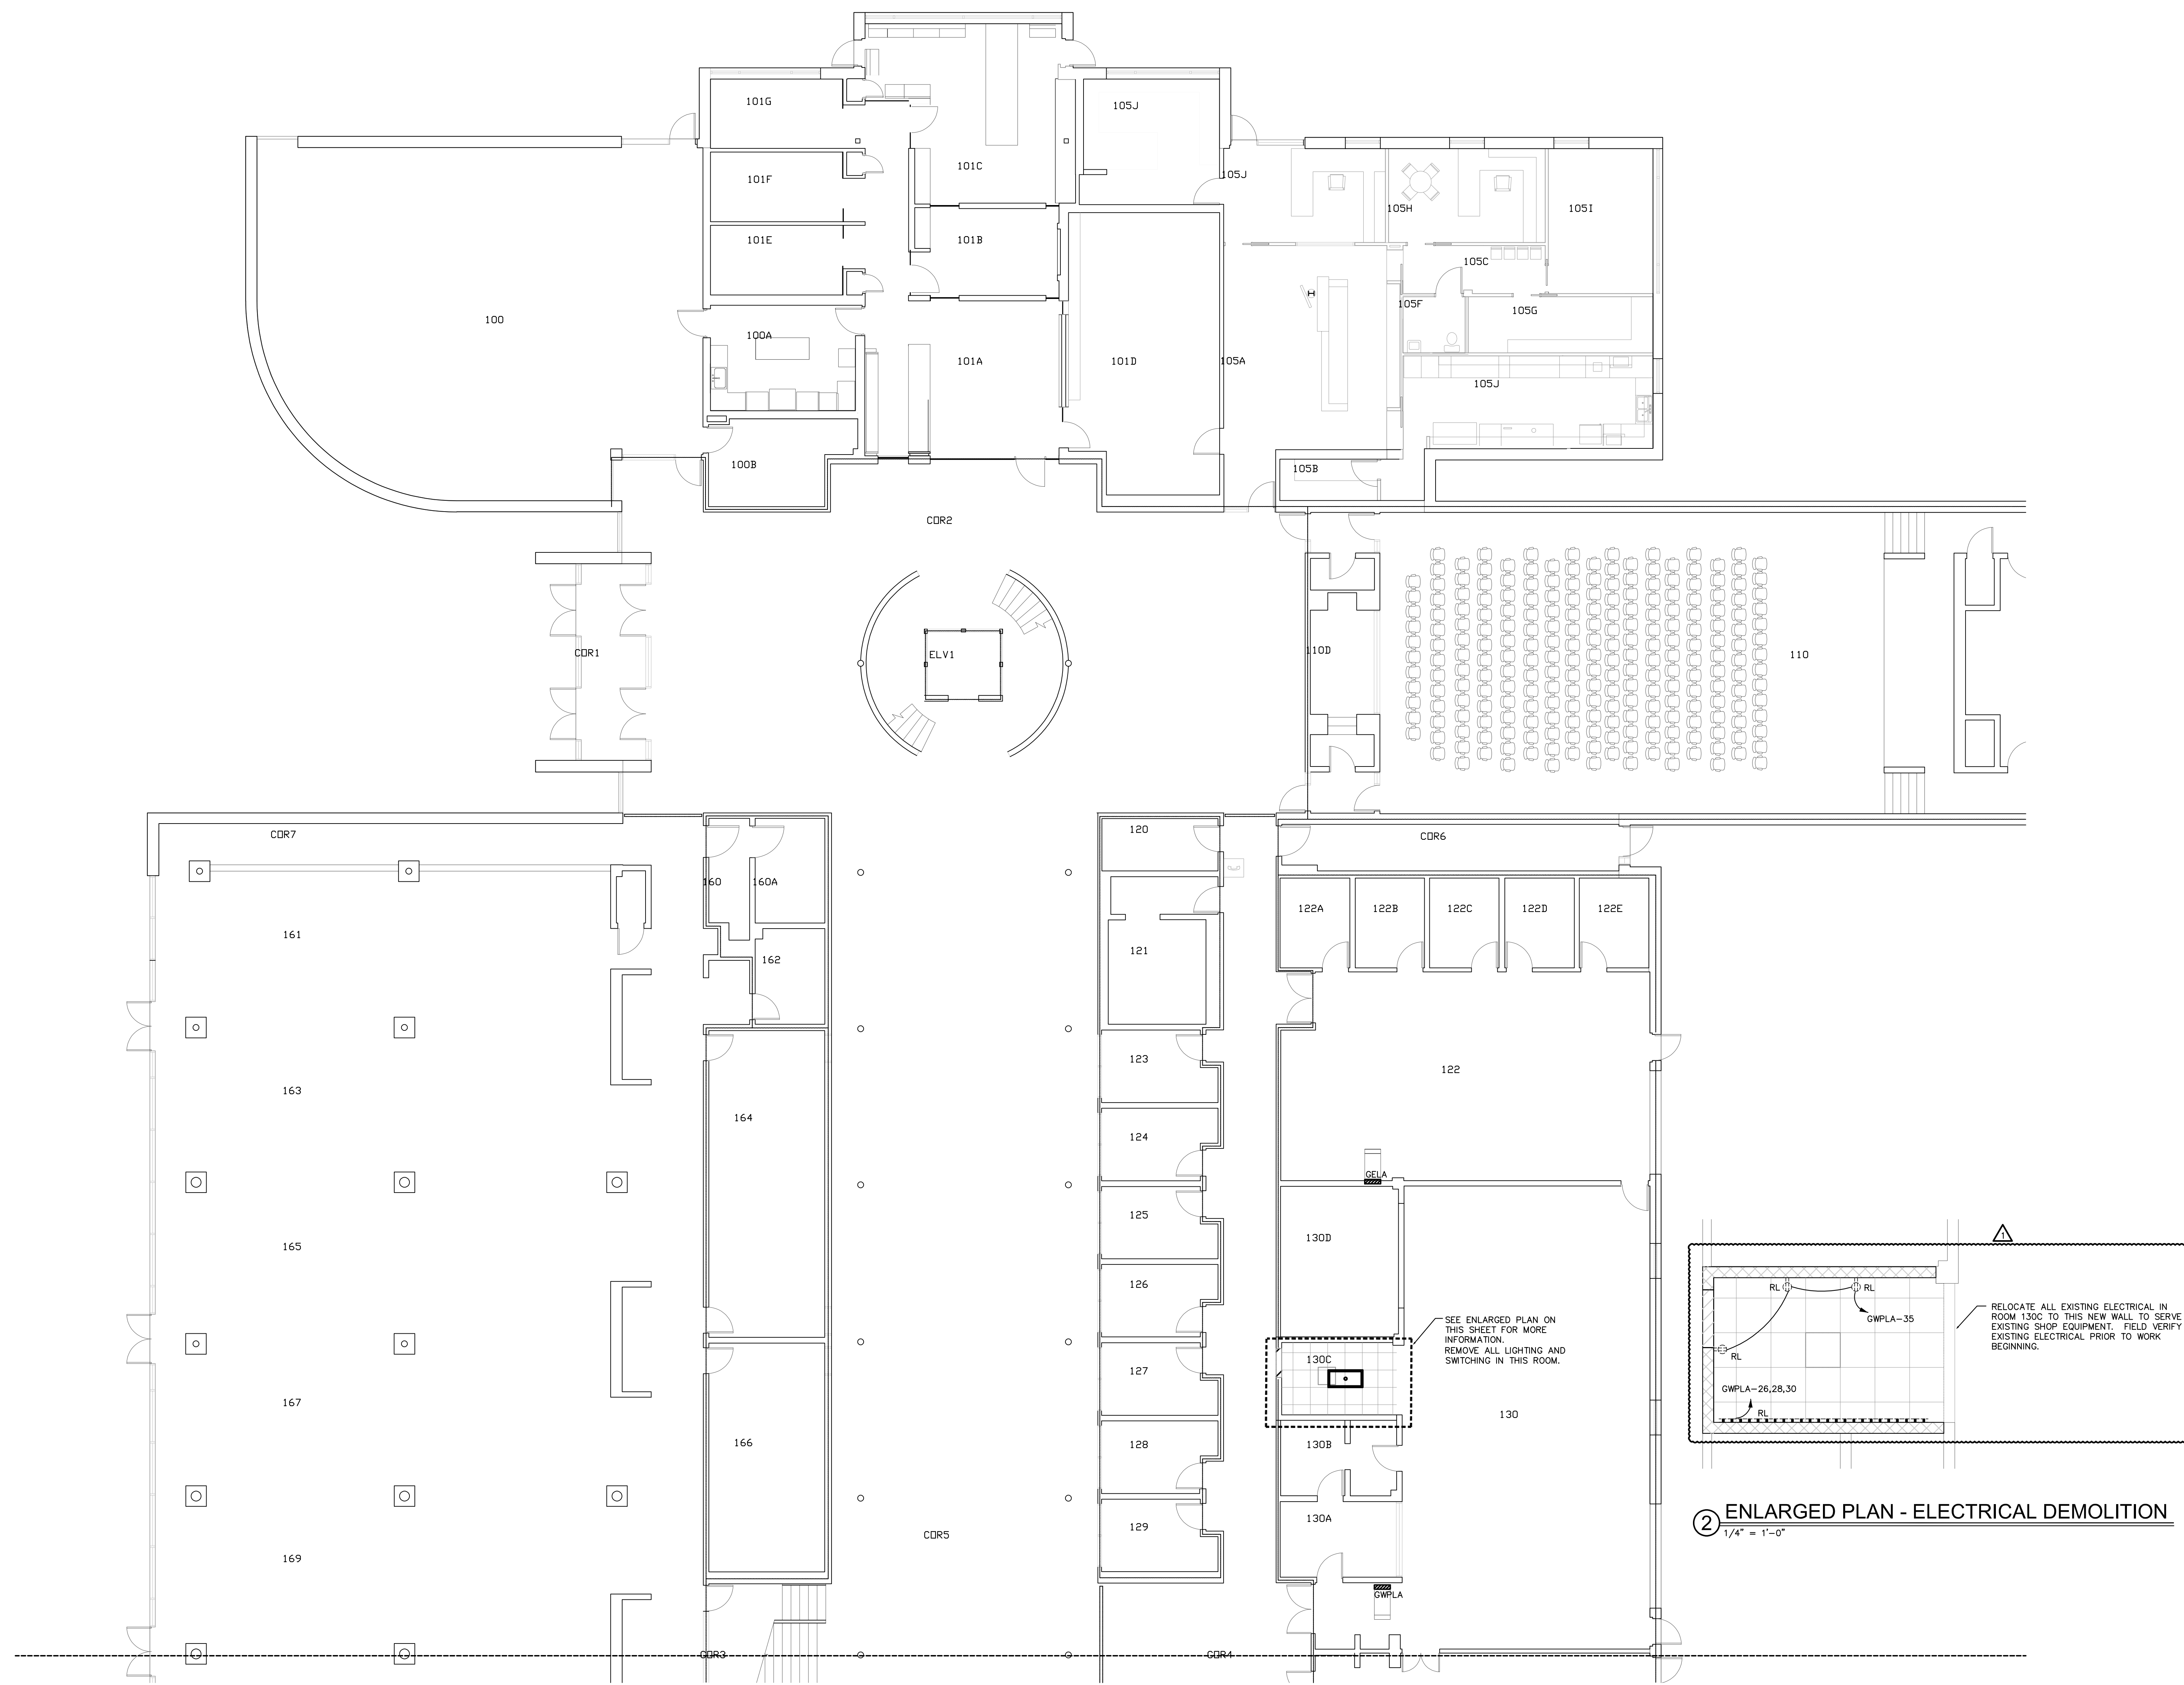 101G
105J
101C
101F
105J
105H
105I
101E
101B
105C
105F
105G
100
100A
101A
101D
105A
105J
100B
105B
COR2
COR1
ELV1
110D
110
COR7
120
COR6
160
160A
122A
122B
122C
122D
122E
161
121
162
123
122
163
164
124
GELA
125
130D
165
126
SEE ENLARGED PLAN ON
THIS SHEET FOR MORE
INFORMATION.
REMOVE ALL LIGHTING AND
SWITCHING IN THIS ROOM.
127
130C
167
130
166
128
130B
129
130A
COR5
169
GWPLA
COR3
COR4
1
RL
RL
GWPLA-35
RL
GWPLA-26,28,30
RL
RELOCATE ALL EXISTING ELECTRICAL IN
ROOM 130C TO THIS NEW WALL TO SERVE
EXISTING SHOP EQUIPMENT. FIELD VERIFY
EXISTING ELECTRICAL PRIOR TO WORK
BEGINNING.
2 ENLARGED PLAN - ELECTRICAL DEMOLITION
1/4" = 1'-0"